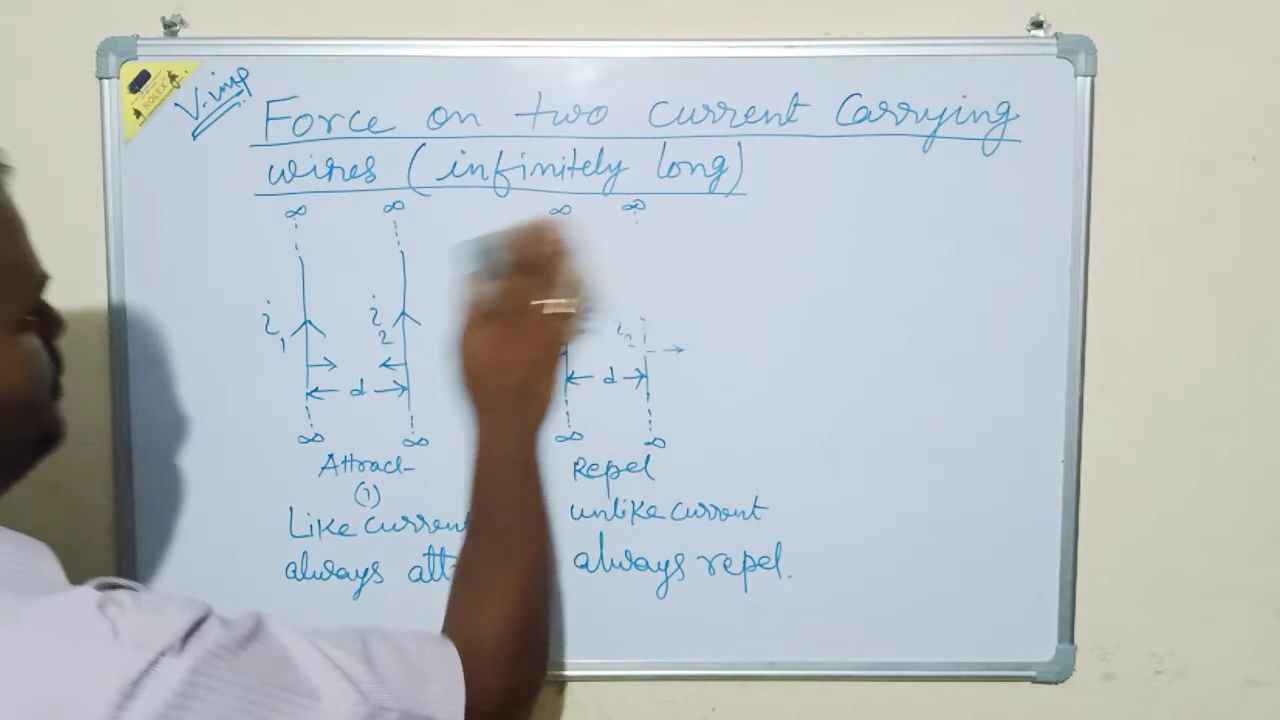 V. imp
ROLEX
Force on two current Carrying
wires (infinitely long)
∞ ∞ ∞ ∞
i₁ i₂
d d
∞ ∞ ∞ ∞
Attract Repel
(1)
Like current unlike current
always always repel.